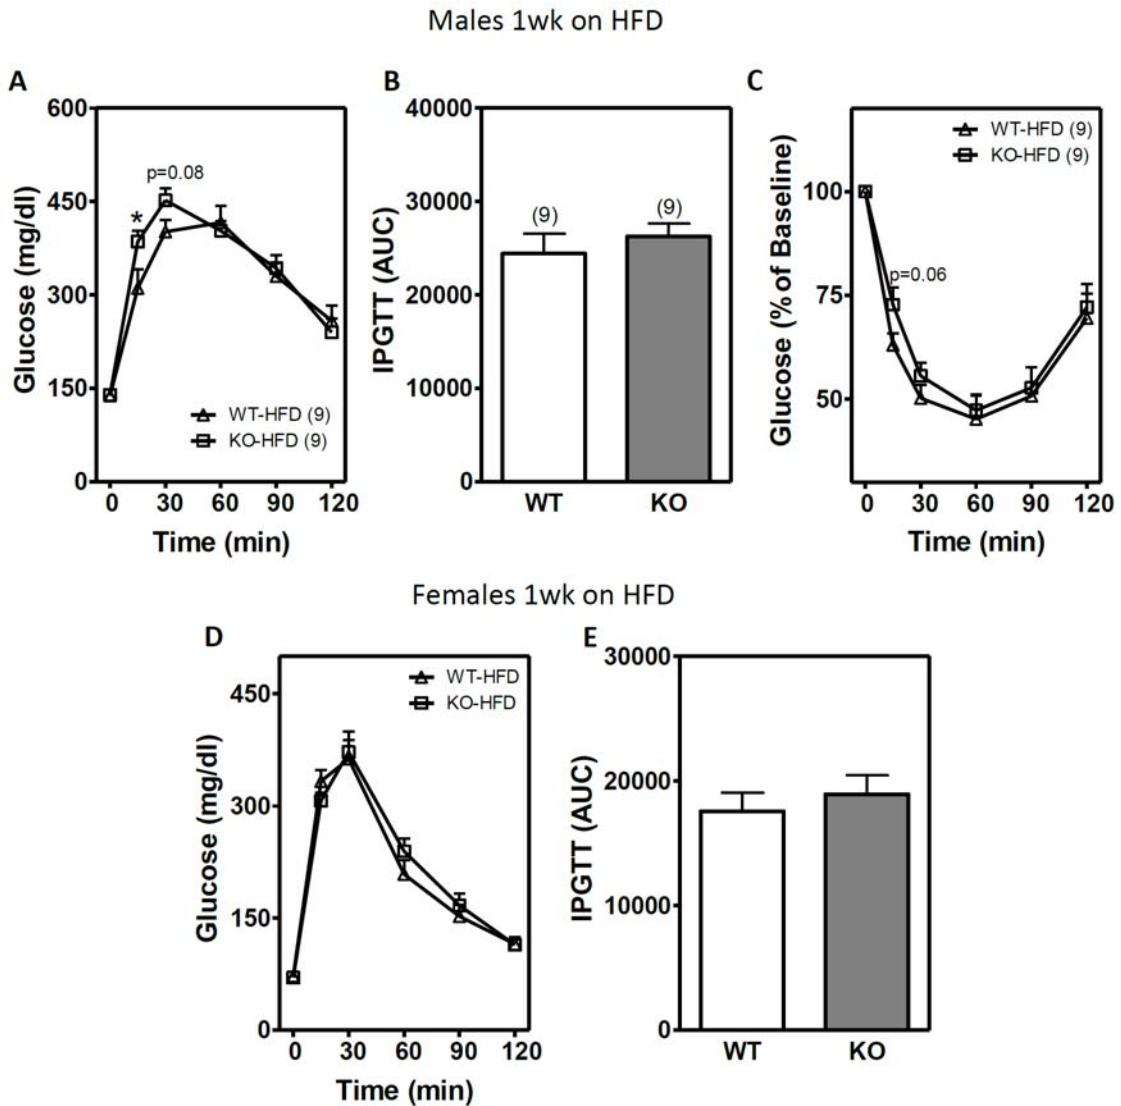 Males 1wk on HFD
A
B
C
600
450
300
150
0
Glucose (mg/dl)
p=0.08
*
WT-HFD (9)
KO-HFD (9)
0 30 60 90 120
Time (min)
40000
30000
20000
10000
0
IPGTT (AUC)
(9)
(9)
WT KO
100
75
50
Glucose (% of Baseline)
WT-HFD (9)
KO-HFD (9)
p=0.06
0 30 60 90 120
Time (min)
Females 1wk on HFD
D
E
450
300
150
0
Glucose (mg/dl)
WT-HFD
KO-HFD
0 30 60 90 120
Time (min)
30000
20000
10000
0
IPGTT (AUC)
WT KO